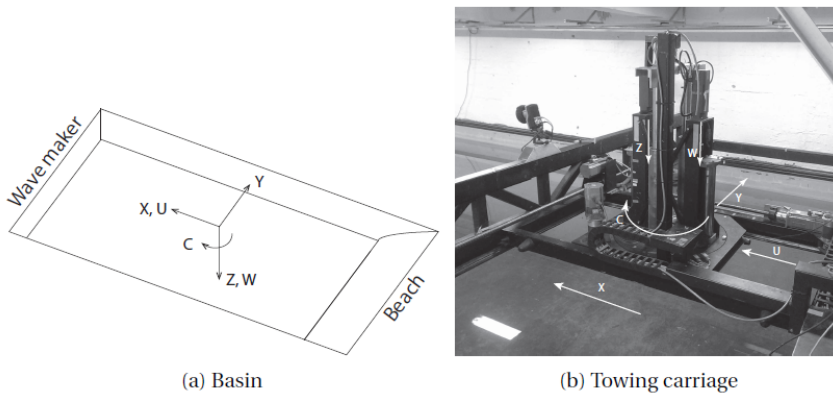 Wave maker
Y
X, U
C
Z, W
Beach
Z
W
Y
C
U
X
(a) Basin
(b) Towing carriage